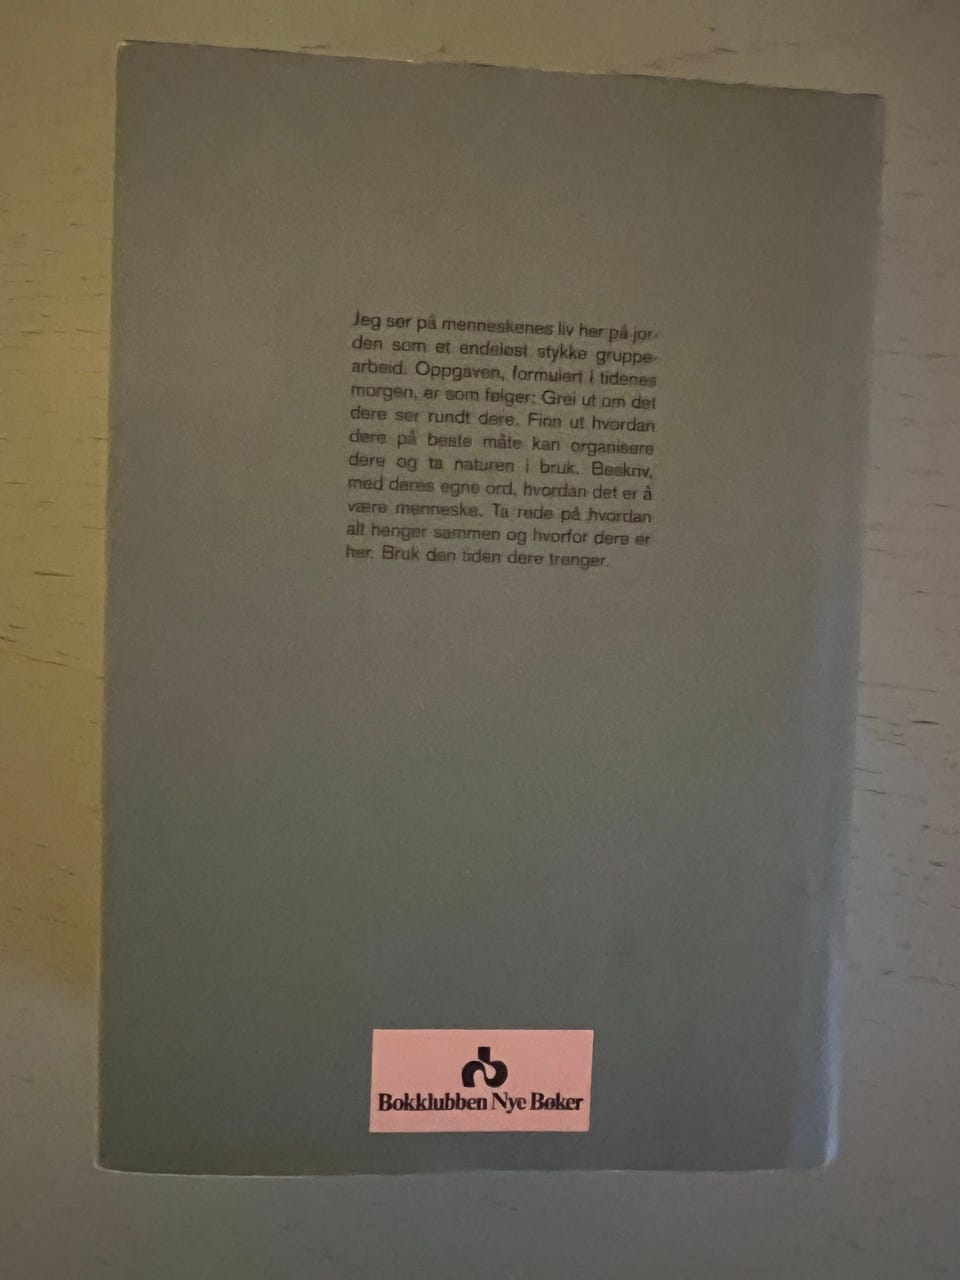 Jeg ser på menneskenes liv her på jor-
den som et endeløst stykke gruppe-
arbeid. Oppgaven, formulert i tidenes
morgen, er som følger: Grei ut om det
dere ser rundt dere. Finn ut hvordan
dere på beste måte kan organisere
dere og ta naturen i bruk. Beskriv,
med deres egne ord, hvordan det er å
være menneske. Ta rede på hvordan
alt henger sammen og hvorfor dere er
her. Bruk den tiden dere trenger.
Bokklubben Nye Bøker